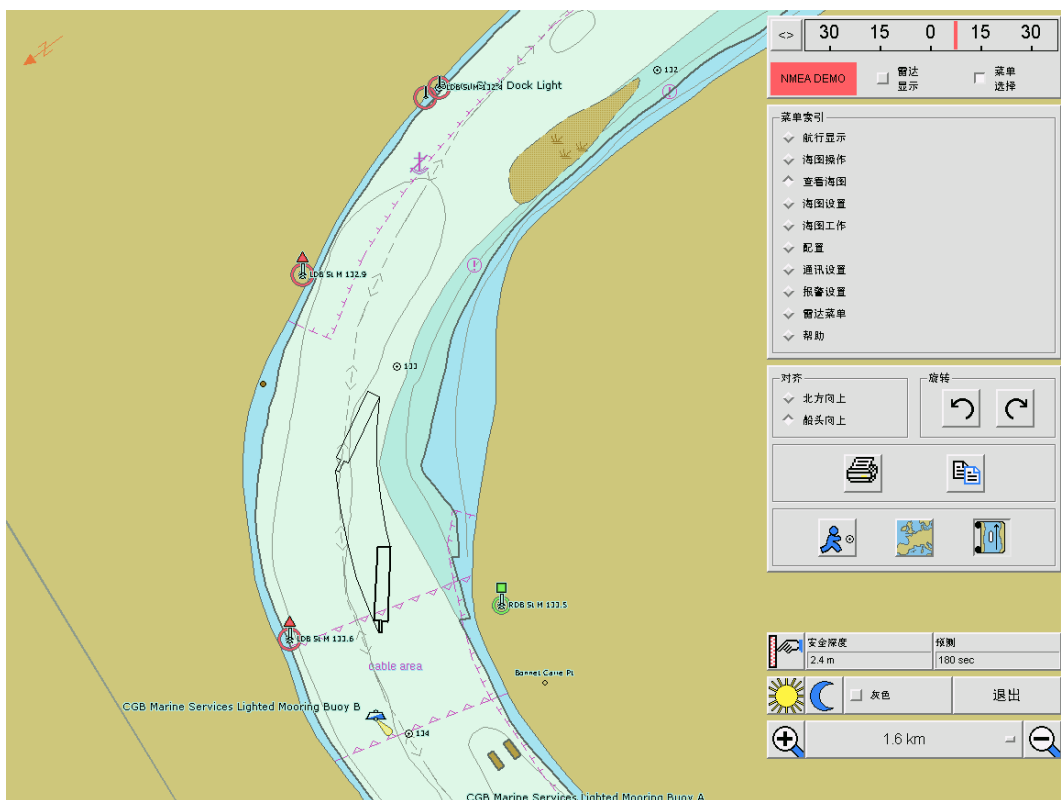 N
132
Dock Light
LDB St M 132.9
133
RDB St M 133.5
LDB St M 133.6
cable area
Bonnet Carre Pt
CGB Marine Services Lighted Mooring Buoy B
134
CGB Marine Services Lighted Mooring Buoy A
<> 30 15 0 15 30
NMEA DEMO
雷达
显示
菜单
选择
菜单索引
航行显示
海图操作
查看海图
海图设置
海图工作
配置
通讯设置
报警设置
雷达菜单
帮助
对齐
北方向上
船头向上
旋转
安全深度
2.4 m
预测
180 sec
灰色
退出
1.6 km